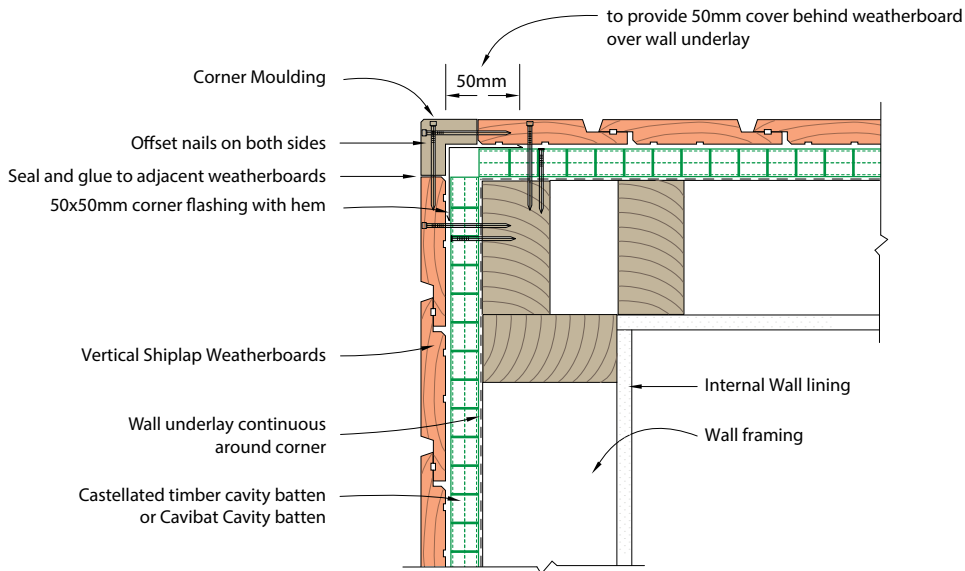 to provide 50mm cover behind weatherboard
over wall underlay
50mm
Corner Moulding
Offset nails on both sides
Seal and glue to adjacent weatherboards
50x50mm corner flashing with hem
Vertical Shiplap Weatherboards
Internal Wall lining
Wall underlay continuous
around corner
Wall framing
Castellated timber cavity batten
or Cavibat Cavity batten